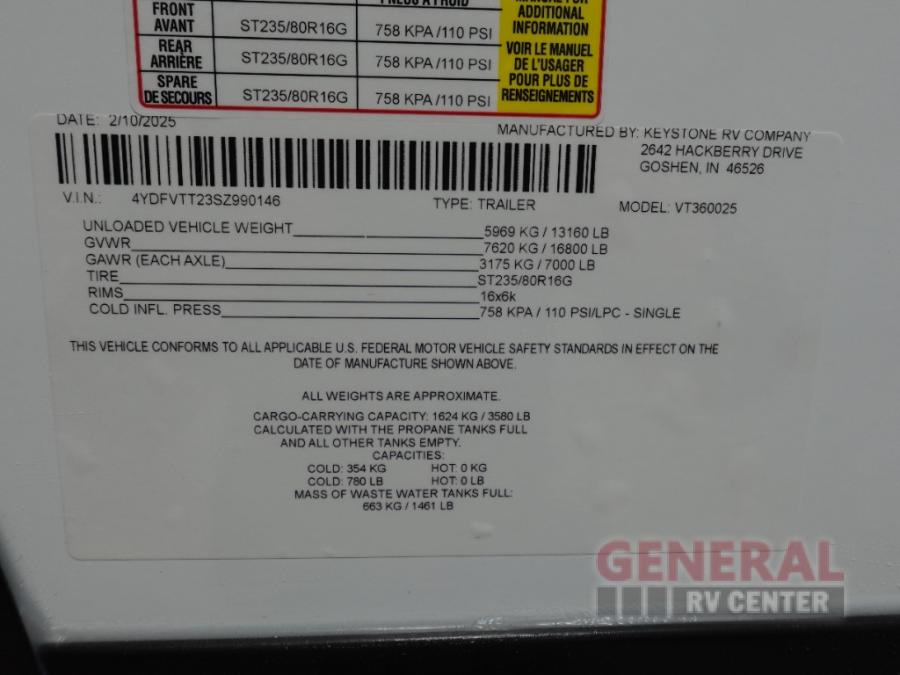 FRONT AVANT ST235/80R16G 758 KPA /110 PSI
REAR ARRIÈRE ST235/80R16G 758 KPA /110 PSI
SPARE DE SECOURS ST235/80R16G 758 KPA /110 PSI
ADDITIONAL
INFORMATION
VOIR LE MANUEL
DE L'USAGER
POUR PLUS DE
RENSEIGNEMENTS
DATE: 2/10/2025
MANUFACTURED BY: KEYSTONE RV COMPANY
2642 HACKBERRY DRIVE
GOSHEN, IN 46526
V.I.N.: 4YDFVTT23SZ990146 TYPE: TRAILER MODEL: VT360025
UNLOADED VEHICLE WEIGHT 5969 KG / 13160 LB
GVWR 7620 KG / 16800 LB
GAWR (EACH AXLE) 3175 KG / 7000 LB
TIRE ST235/80R16G
RIMS 16x6k
COLD INFL. PRESS 758 KPA / 110 PSI/LPC - SINGLE
THIS VEHICLE CONFORMS TO ALL APPLICABLE U.S. FEDERAL MOTOR VEHICLE SAFETY STANDARDS IN EFFECT ON THE
DATE OF MANUFACTURE SHOWN ABOVE.
ALL WEIGHTS ARE APPROXIMATE.
CARGO-CARRYING CAPACITY: 1624 KG / 3580 LB
CALCULATED WITH THE PROPANE TANKS FULL
AND ALL OTHER TANKS EMPTY.
CAPACITIES:
COLD: 354 KG HOT: 0 KG
COLD: 780 LB HOT: 0 LB
MASS OF WASTE WATER TANKS FULL:
663 KG / 1461 LB
GENERAL
RV CENTER